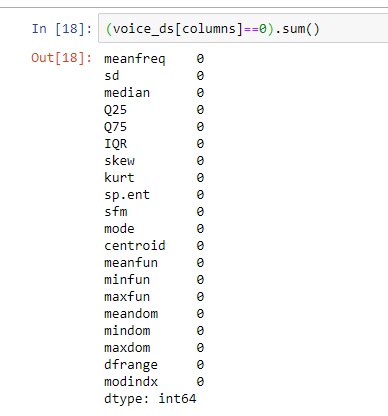 In [18]: (voice_ds[columns]==0).sum()
Out[18]: meanfreq 0
sd 0
median 0
Q25 0
Q75 0
IQR 0
skew 0
kurt 0
sp.ent 0
sfm 0
mode 0
centroid 0
meanfun 0
minfun 0
maxfun 0
meandom 0
mindom 0
maxdom 0
dfrange 0
modindx 0
dtype: int64